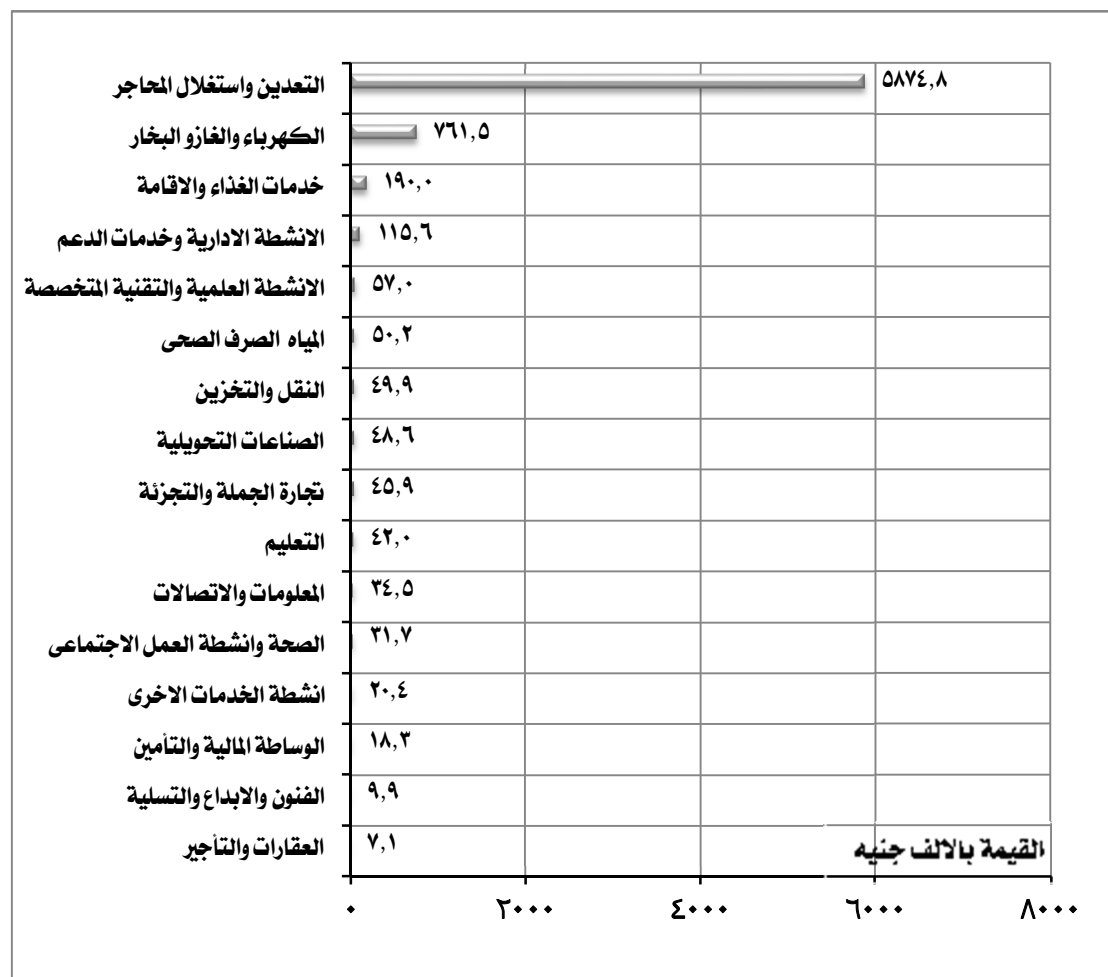 التعدين واستغلال المحاجر ٥٨٧٤,٨
الكهرباء والغازو البخار ٧٦١,٥
خدمات الغذاء والاقامة ١٩٠,٠
الانشطة الادارية وخدمات الدعم ١١٥,٦
الانشطة العلمية والتقنية المتخصصة ٥٧,٠
المياه الصرف الصحى ٥٠,٢
النقل والتخزين ٤٩,٩
الصناعات التحويلية ٤٨,٦
تجارة الجملة والتجزئة ٤٥,٩
التعليم ٤٢,٠
المعلومات والاتصالات ٣٤,٥
الصحة وانشطة العمل الاجتماعى ٣١,٧
انشطة الخدمات الاخرى ٢٠,٤
الوساطة المالية والتأمين ١٨,٣
الفنون والابداع والتسلية ٩,٩
العقارات والتأجير ٧,١
القيمة بالالف جنيه
٠ ٢٠٠٠ ٤٠٠٠ ٦٠٠٠ ٨٠٠٠